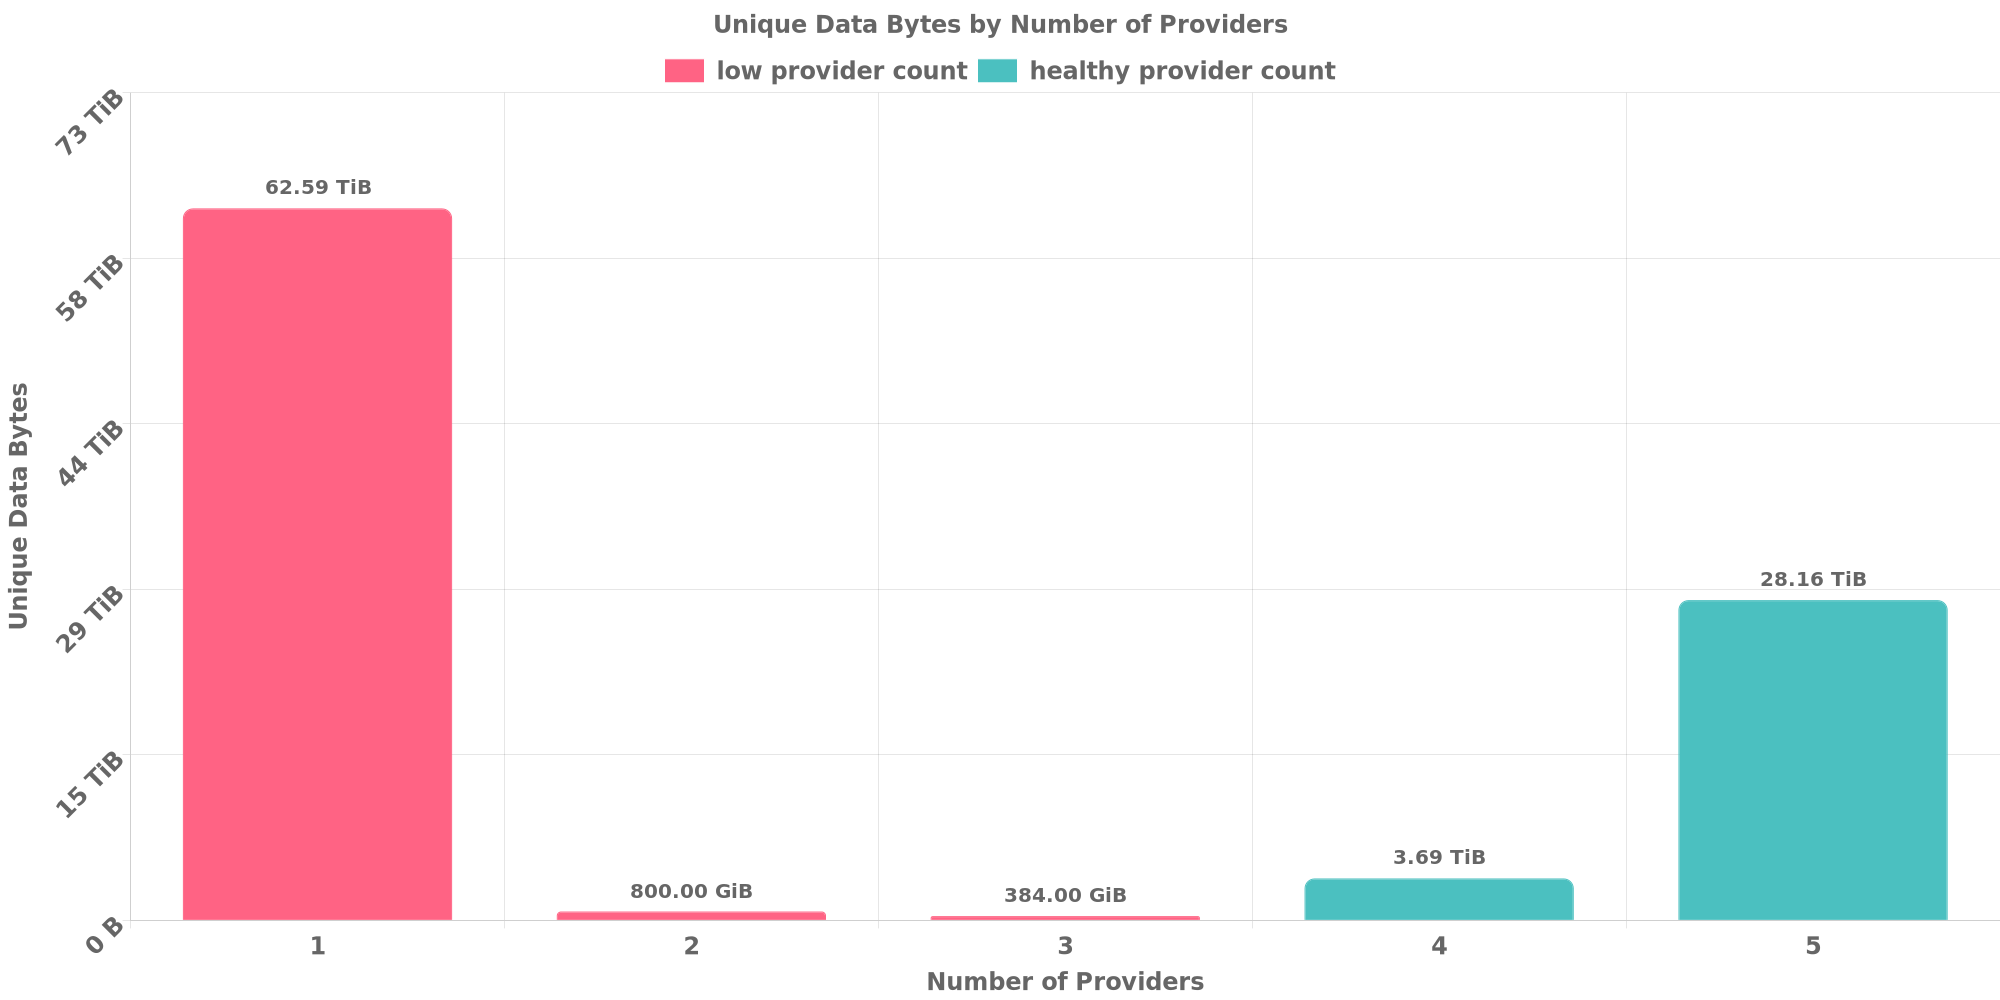 Unique Data Bytes by Number of Providers
low provider count healthy provider count
73 TiB
58 TiB
44 TiB
29 TiB
15 TiB
0 B
Unique Data Bytes
62.59 TiB
800.00 GiB
384.00 GiB
3.69 TiB
28.16 TiB
1 2 3 4 5
Number of Providers